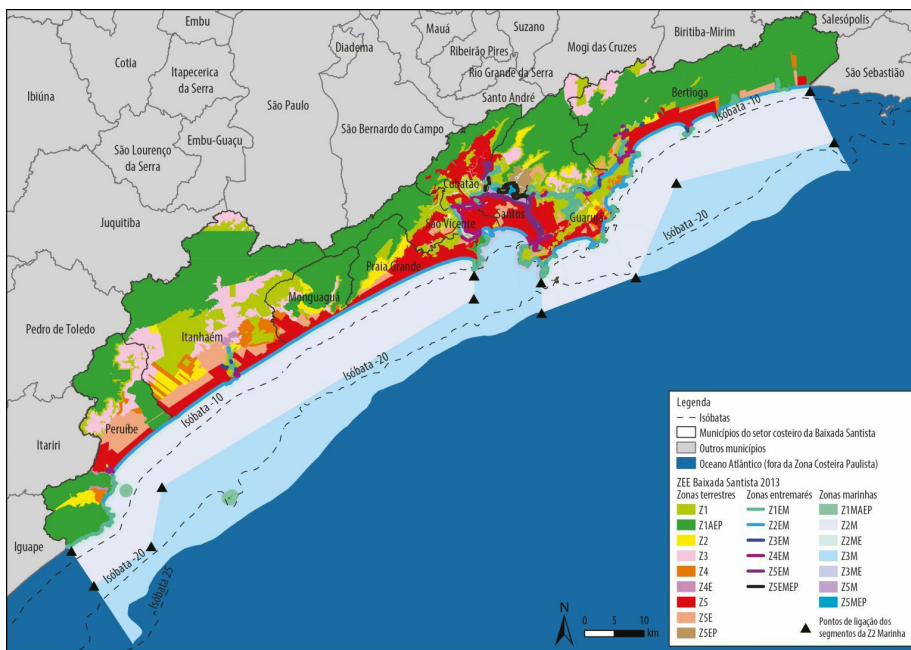 Embu
Suzano
Salesópolis
Mauá
Diadema
Biritiba-Mirim
Cotia
Ribeirão Pires
Mogi das Cruzes
Itapecerica
da Serra
Rio Grande da Serra
São Sebastião
Ibiúna
Santo André
Bertioga
São Paulo
Isóbata -10
São Bernardo do Campo
Embu-Guaçu
São Lourenço
da Serra
Cubatão
Isóbata -20
Juquitiba
São Vicente
Santos
Guarujá
Praia Grande
Monguaguá
Pedro de Toledo
Itanhaém
Isóbata -20
Isóbata -10
Peruíbe
Itariri
Iguape
Isóbata -20
Isóbata 25
N
0 5 10
km
Legenda
Isóbatas
Municípios do setor costeiro da Baixada Santista
Outros municípios
Oceano Atlântico (fora da Zona Costeira Paulista)
ZEE Baixada Santista 2013
Zonas terrestres Zonas entremarés Zonas marinhas
Z1 Z1EM Z1MAEP
Z1AEP Z2EM Z2M
Z2 Z3EM Z2ME
Z3 Z4EM Z3M
Z4 Z5EM Z3ME
Z4E Z5EMEP Z5M
Z5 Z5MEP
Z5E
Z5EP
Pontos de ligação dos
segmentos da Z2 Marinha